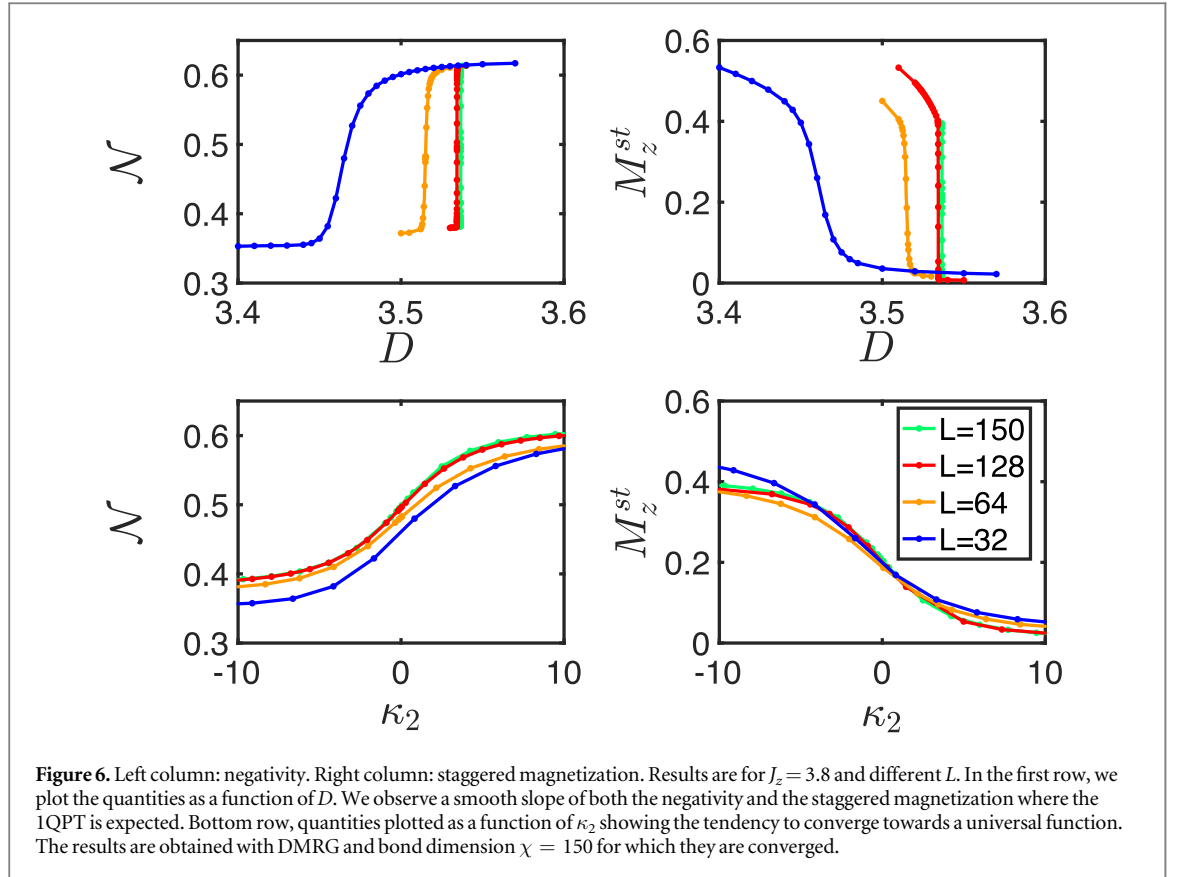 0.6
0.5
0.4
0.3
𝒩
3.4 3.5 3.6
D
0.6
0.4
0.2
0
M_z^{st}
3.4 3.5 3.6
D
0.6
0.5
0.4
0.3
𝒩
-10 0 10
κ₂
0.6
0.4
0.2
0
M_z^{st}
-10 0 10
κ₂
L=150
L=128
L=64
L=32
Figure 6. Left column: negativity. Right column: staggered magnetization. Results are for J_z = 3.8 and different L. In the first row, we
plot the quantities as a function of D. We observe a smooth slope of both the negativity and the staggered magnetization where the
1QPT is expected. Bottom row, quantities plotted as a function of κ₂ showing the tendency to converge towards a universal function.
The results are obtained with DMRG and bond dimension χ = 150 for which they are converged.